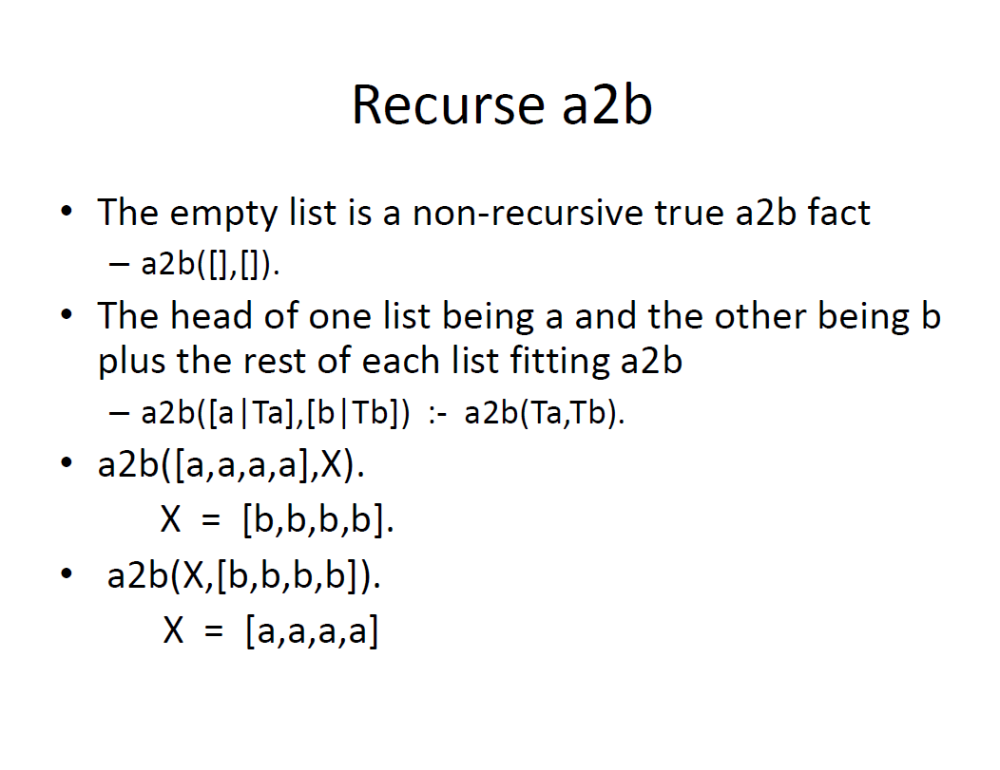 Recurse a2b
• The empty list is a non-recursive true a2b fact
– a2b([],[]).
• The head of one list being a and the other being b
plus the rest of each list fitting a2b
– a2b([a|Ta],[b|Tb]) :- a2b(Ta,Tb).
• a2b([a,a,a,a],X).
X = [b,b,b,b].
• a2b(X,[b,b,b,b]).
X = [a,a,a,a]